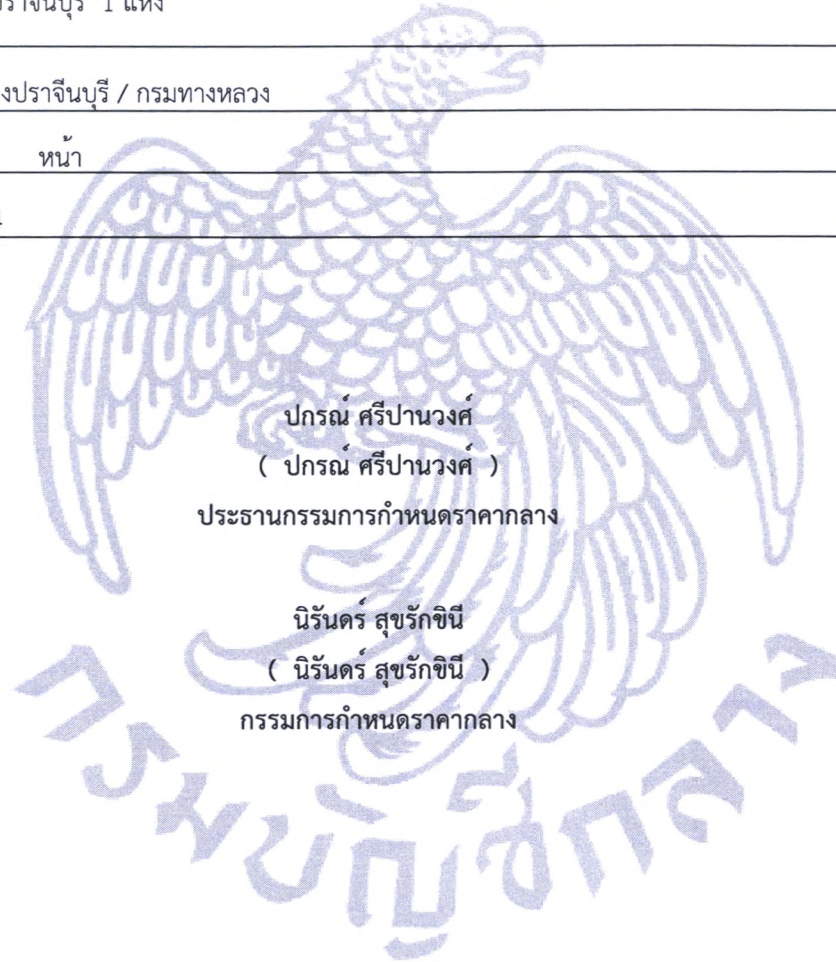 1 แห่ง
งปราจีนบุรี / กรมทางหลวง
หน้า
ปกรณ์ ศรีปานวงศ์
( ปกรณ์ ศรีปานวงศ์ )
ประธานกรรมการกำหนดราคากลาง
นิรันดร์ สุขรักขินี
( นิรันดร์ สุขรักขินี )
กรรมการกำหนดราคากลาง
กรมบัญชีกลาง